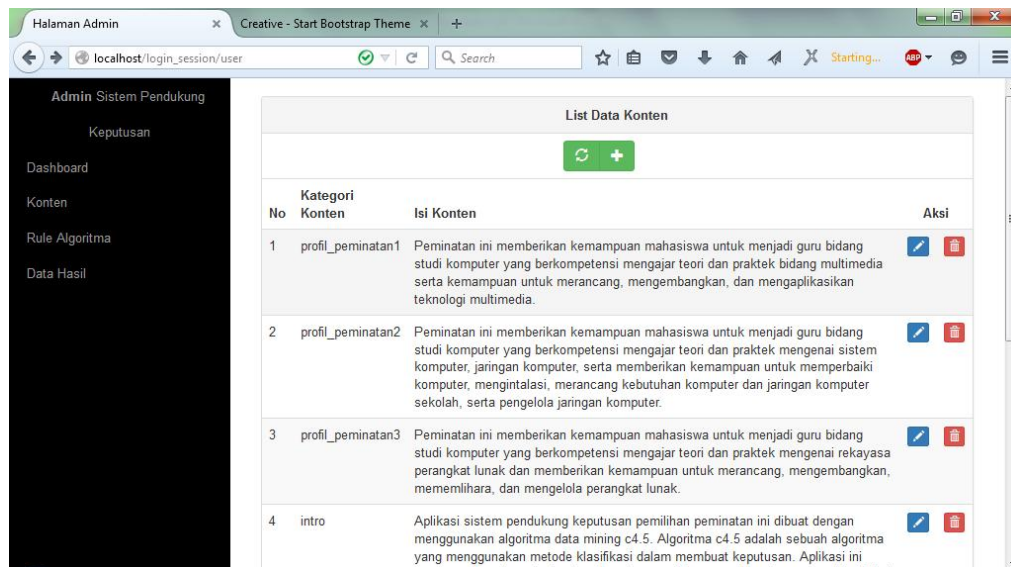 Halaman Admin
Creative - Start Bootstrap Theme
localhost/login_session/user
Search
Starting...
ABP
Admin Sistem Pendukung
Keputusan
Dashboard
Konten
Rule Algoritma
Data Hasil
List Data Konten
No Kategori Konten Isi Konten Aksi
1 profil_peminatan1 Peminatan ini memberikan kemampuan mahasiswa untuk menjadi guru bidang
studi komputer yang berkompetensi mengajar teori dan praktek bidang multimedia
serta kemampuan untuk merancang, mengembangkan, dan mengaplikasikan
teknologi multimedia.
2 profil_peminatan2 Peminatan ini memberikan kemampuan mahasiswa untuk menjadi guru bidang
studi komputer yang berkompetensi mengajar teori dan praktek mengenai sistem
komputer, jaringan komputer, serta memberikan kemampuan untuk memperbaiki
komputer, mengintalasi, merancang kebutuhan komputer dan jaringan komputer
sekolah, serta pengelola jaringan komputer.
3 profil_peminatan3 Peminatan ini memberikan kemampuan mahasiswa untuk menjadi guru bidang
studi komputer yang berkompetensi mengajar teori dan praktek mengenai rekayasa
perangkat lunak dan memberikan kemampuan untuk merancang, mengembangkan,
mememlihara, dan mengelola perangkat lunak.
4 intro Aplikasi sistem pendukung keputusan pemilihan peminatan ini dibuat dengan
menggunakan algoritma data mining c4.5. Algoritma c4.5 adalah sebuah algoritma
yang menggunakan metode klasifikasi dalam membuat keputusan. Aplikasi ini